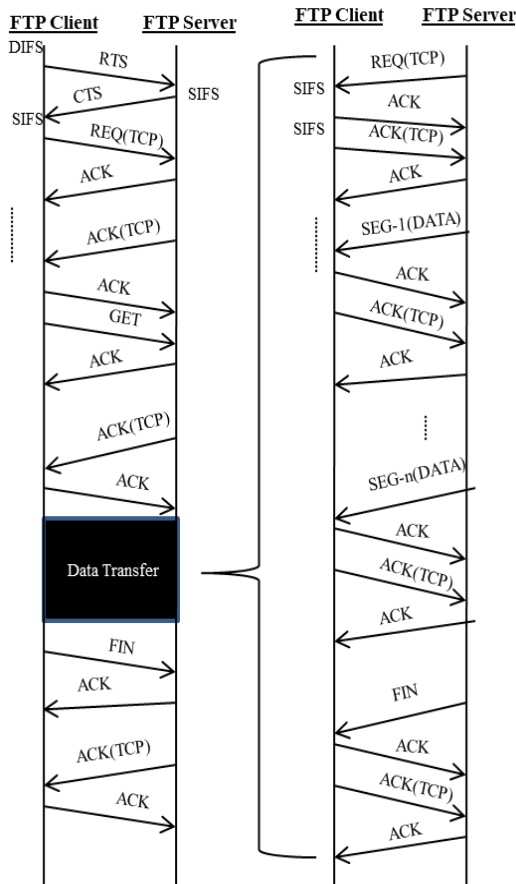 FTP Client FTP Server
DIFS
RTS
CTS
SIFS
SIFS
REQ(TCP)
ACK
ACK(TCP)
ACK
GET
ACK
ACK(TCP)
ACK
Data Transfer
FIN
ACK
ACK(TCP)
ACK
FTP Client FTP Server
REQ(TCP)
SIFS
ACK
SIFS
ACK(TCP)
ACK
SEG-1(DATA)
ACK
ACK(TCP)
ACK
SEG-n(DATA)
ACK
ACK(TCP)
ACK
FIN
ACK
ACK(TCP)
ACK